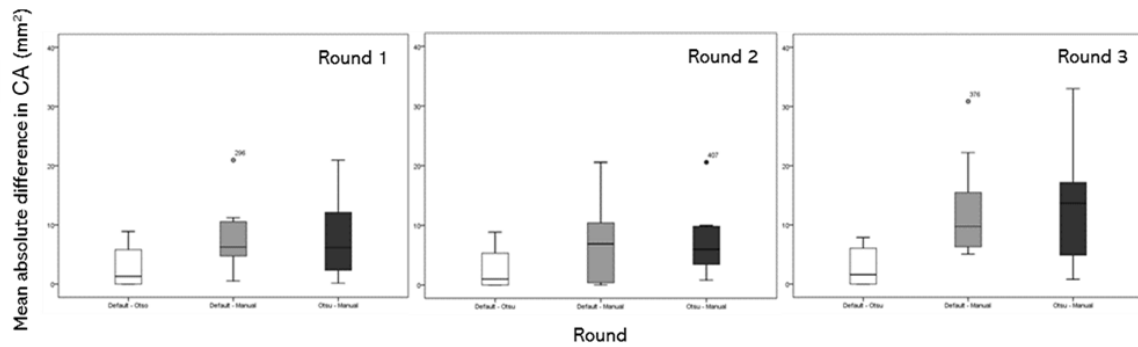 Mean absolute difference in CA (mm²)
Round 1
40
30
20
10
0
296
Default - Otso
Default - Manual
Otsu - Manual
Round 2
40
30
20
10
0
407
Default - Otsu
Default - Manual
Otsu - Manual
Round 3
40
30
20
10
0
376
Default - Otsu
Default - Manual
Otsu - Manual
Round